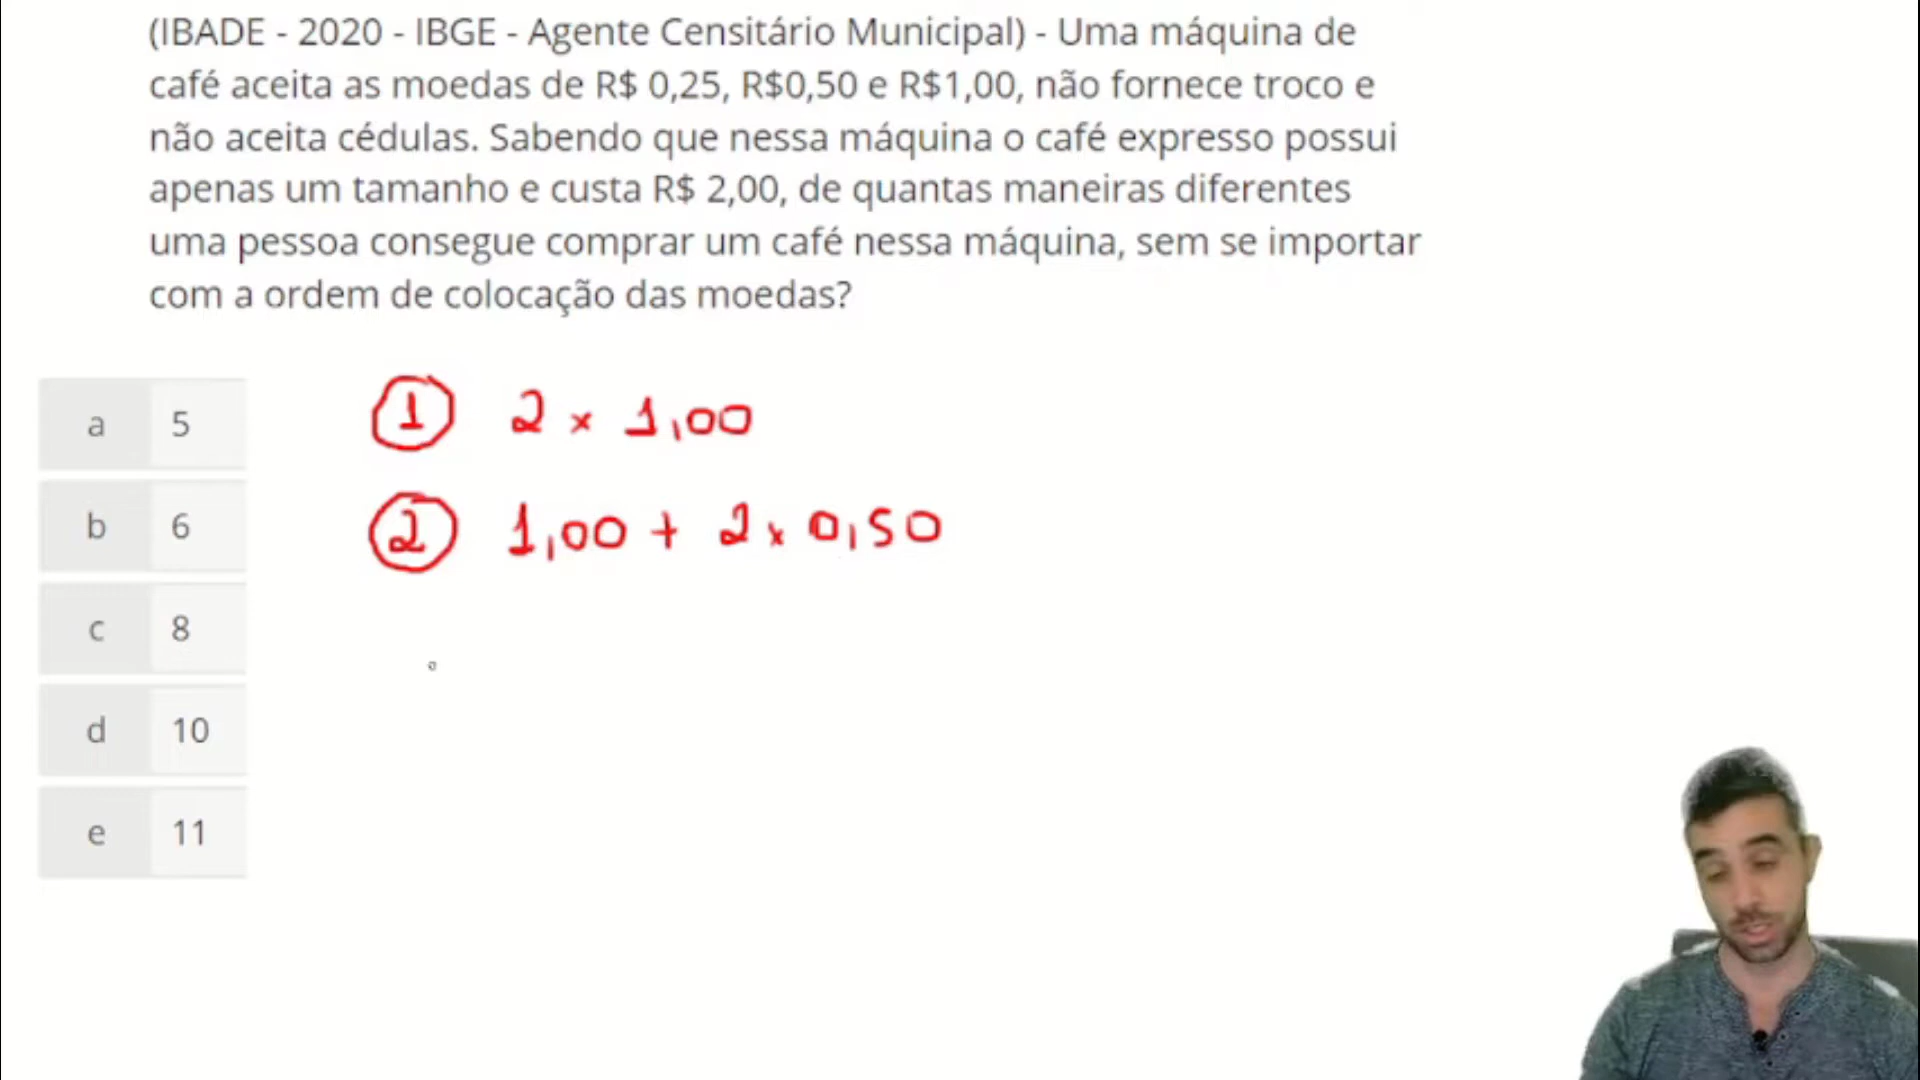 (IBADE - 2020 - IBGE - Agente Censitário Municipal) - Uma máquina de
café aceita as moedas de R$ 0,25, R$0,50 e R$1,00, não fornece troco e
não aceita cédulas. Sabendo que nessa máquina o café expresso possui
apenas um tamanho e custa R$ 2,00, de quantas maneiras diferentes
uma pessoa consegue comprar um café nessa máquina, sem se importar
com a ordem de colocação das moedas?
a 5
1 2 x 1,00
b 6
2 1,00 + 2 x 0,50
c 8
d 10
e 11